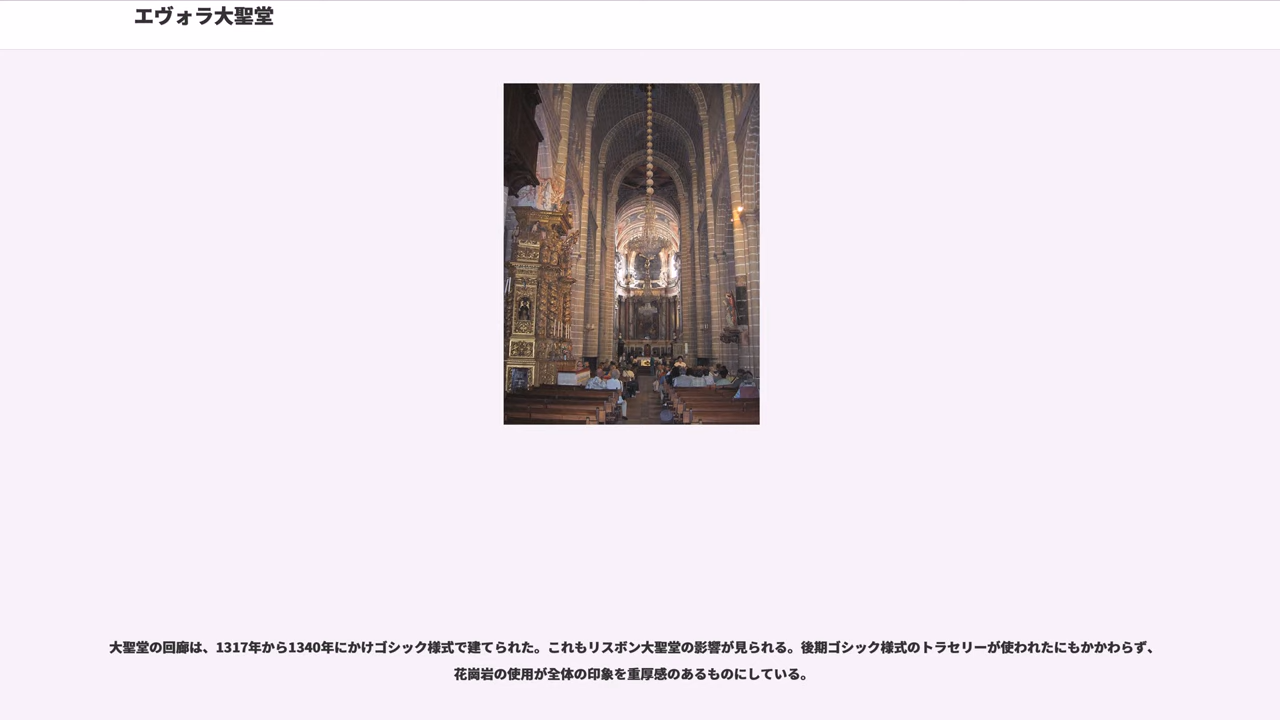 エヴォラ大聖堂
大聖堂の回廊は、1317年から1340年にかけゴシック様式で建てられた。これもリスボン大聖堂の影響が見られる。後期ゴシック様式のトラセリーが使われたにもかかわらず、
花崗岩の使用が全体の印象を重厚感のあるものにしている。